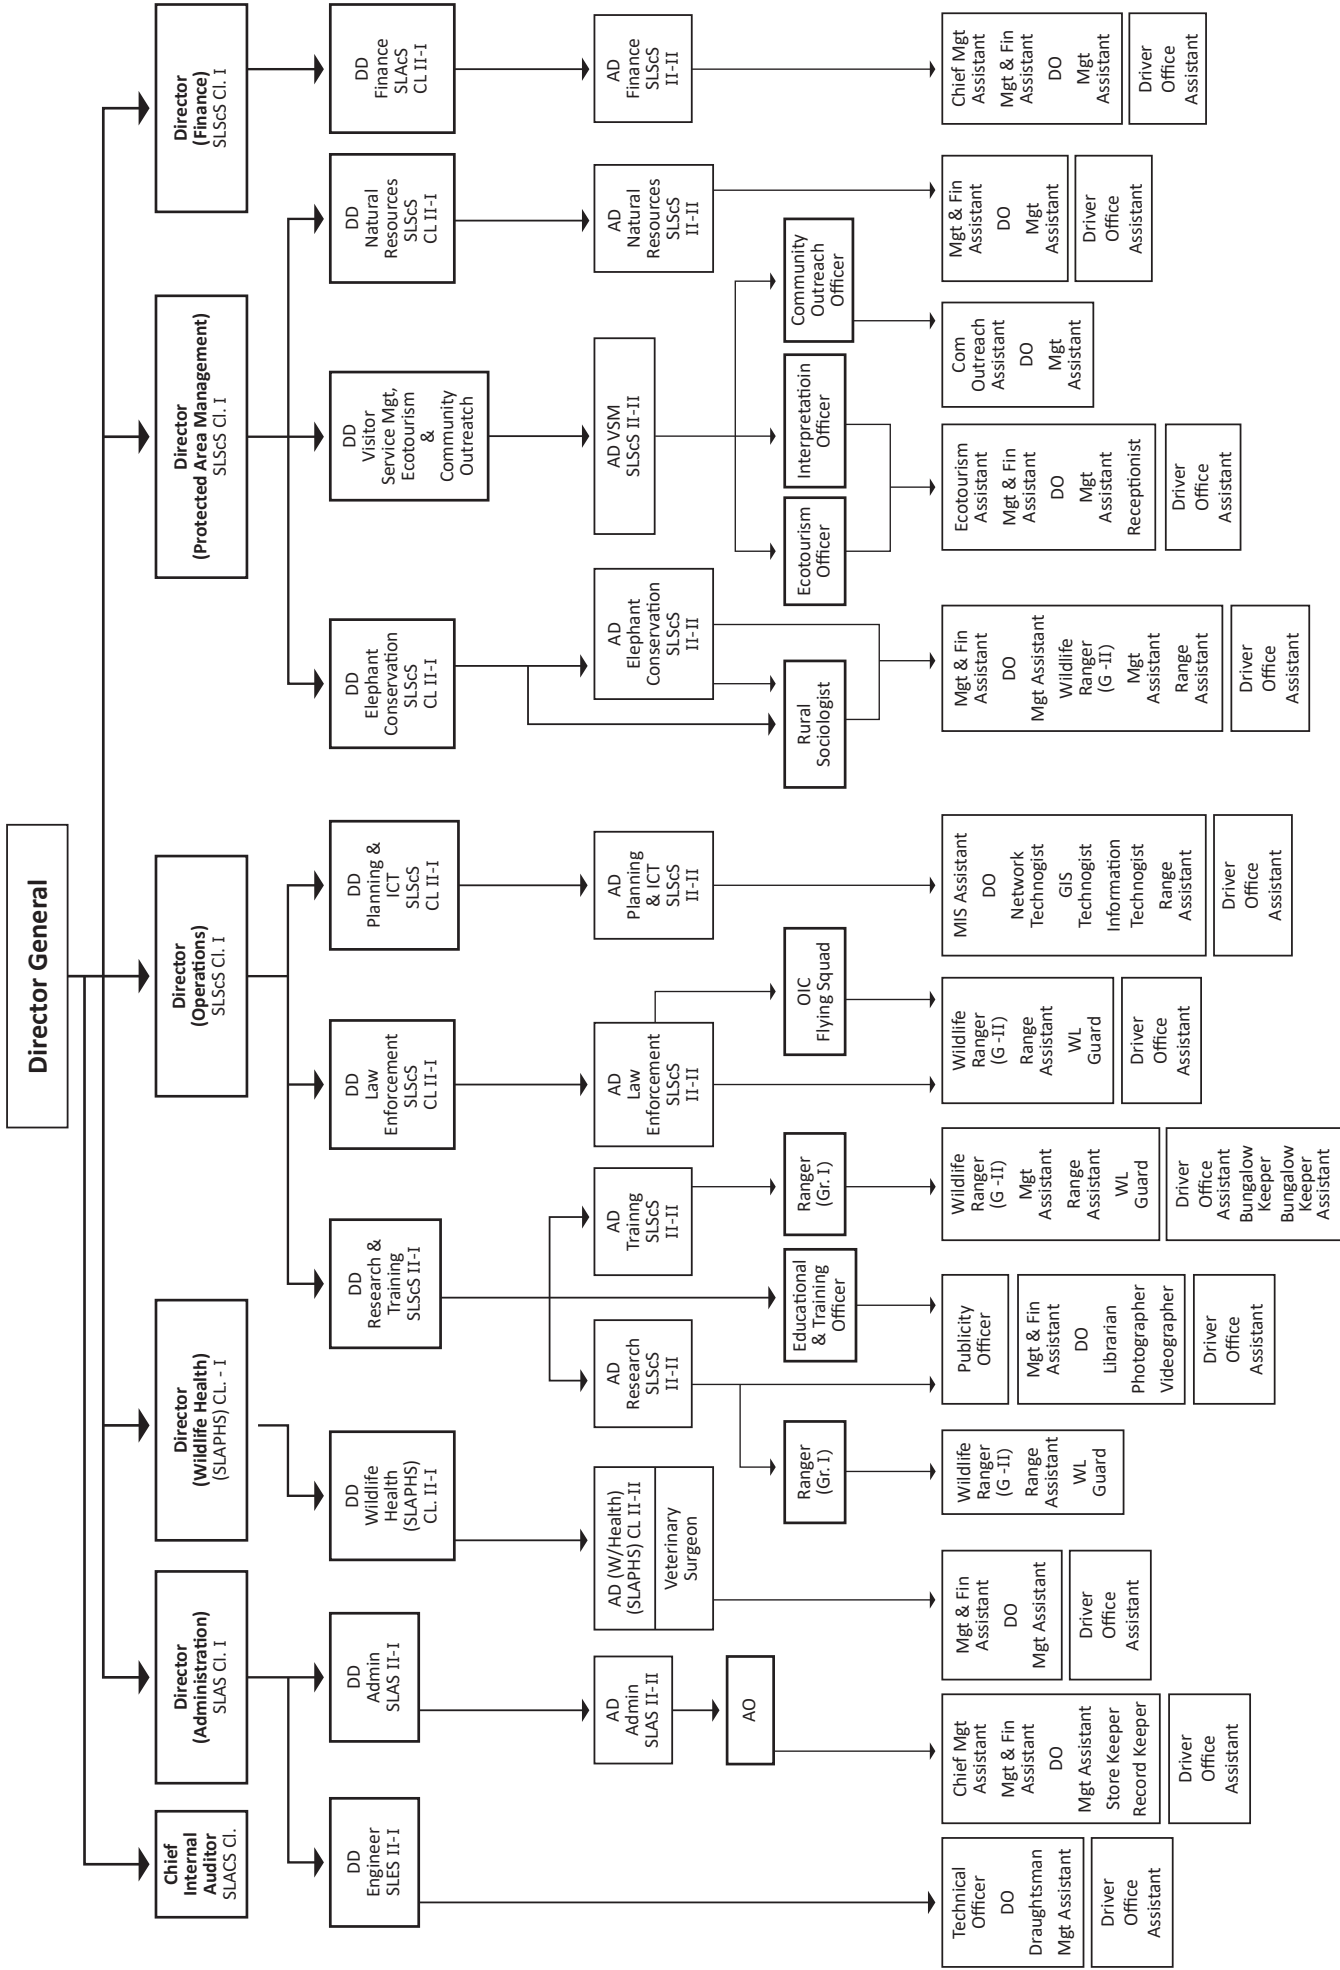 Director General
Chief
Internal
Auditor
SLACS Cl.
Director
(Administration)
SLAS Cl. I
Director
(Wildlife Health)
(SLAPHS) CL. - I
Director
(Operations)
SLScS Cl. I
Director
(Protected Area Management)
SLScS Cl. I
Director
(Finance)
SLScS Cl. I
DD
Engineer
SLES II-I
DD
Admin
SLAS II-I
DD
Wildlife
Health
(SLAPHS)
CL. II-I
DD
Research &
Training
SLScS II-I
DD
Law
Enforcement
SLScS
CL II-I
DD
Planning &
ICT
SLScS
CL II-I
DD
Elephant
Conservation
SLScS
CL II-I
DD
Visitor
Service Mgt,
Ecotourism
&
Community
Outreatch
DD
Natural
Resources
SLScS
CL II-I
DD
Finance
SLAcS
CL II-I
AD
Admin
SLAS II-II
AD (W/Health)
(SLAPHS) CL II-II
Veterinary
Surgeon
AD
Research
SLScS
II-II
AD
Trainng
SLScS
II-II
AD
Law
Enforcement
SLScS
II-II
AD
Planning
& ICT
SLScS
II-II
AD
Elephant
Conservation
SLScS
II-II
AD VSM
SLScS II-II
AD
Natural
Resources
SLScS
II-II
AD
Finance
SLScS
II-II
AO
Ranger
(Gr. I)
Educational
& Training
Officer
Ranger
(Gr. I)
OIC
Flying Squad
Rural
Sociologist
Ecotourism
Officer
Interpretatioin
Officer
Community
Outreach
Officer
Technical
Officer
DO
Draughtsman
Mgt Assistant
Driver
Office
Assistant
Chief Mgt
Assistant
Mgt & Fin
Assistant
DO
Mgt Assistant
Store Keeper
Record Keeper
Driver
Office
Assistant
Mgt & Fin
Assistant
DO
Mgt Assistant
Driver
Office
Assistant
Wildlife
Ranger
(G -II)
Range
Assistant
WL
Guard
Publicity
Officer
Mgt & Fin
Assistant
DO
Librarian
Photographer
Videographer
Driver
Office
Assistant
Wildlife
Ranger
(G -II)
Mgt
Assistant
Range
Assistant
WL
Guard
Driver
Office
Assistant
Bungalow
Keeper
Bungalow
Keeper
Assistant
Wildlife
Ranger
(G -II)
Range
Assistant
WL
Guard
Driver
Office
Assistant
MIS Assistant
DO
Network
Technogist
GIS
Technogist
Information
Technogist
Range
Assistant
Driver
Office
Assistant
Mgt & Fin
Assistant
DO
Mgt Assistant
Wildlife
Ranger
(G -II)
Mgt
Assistant
Range
Assistant
Driver
Office
Assistant
Ecotourism
Assistant
Mgt & Fin
Assistant
DO
Mgt
Assistant
Receptionist
Driver
Office
Assistant
Com
Outreach
Assistant
DO
Mgt
Assistant
Mgt & Fin
Assistant
DO
Mgt
Assistant
Driver
Office
Assistant
Chief Mgt
Assistant
Mgt & Fin
Assistant
DO
Mgt
Assistant
Driver
Office
Assistant